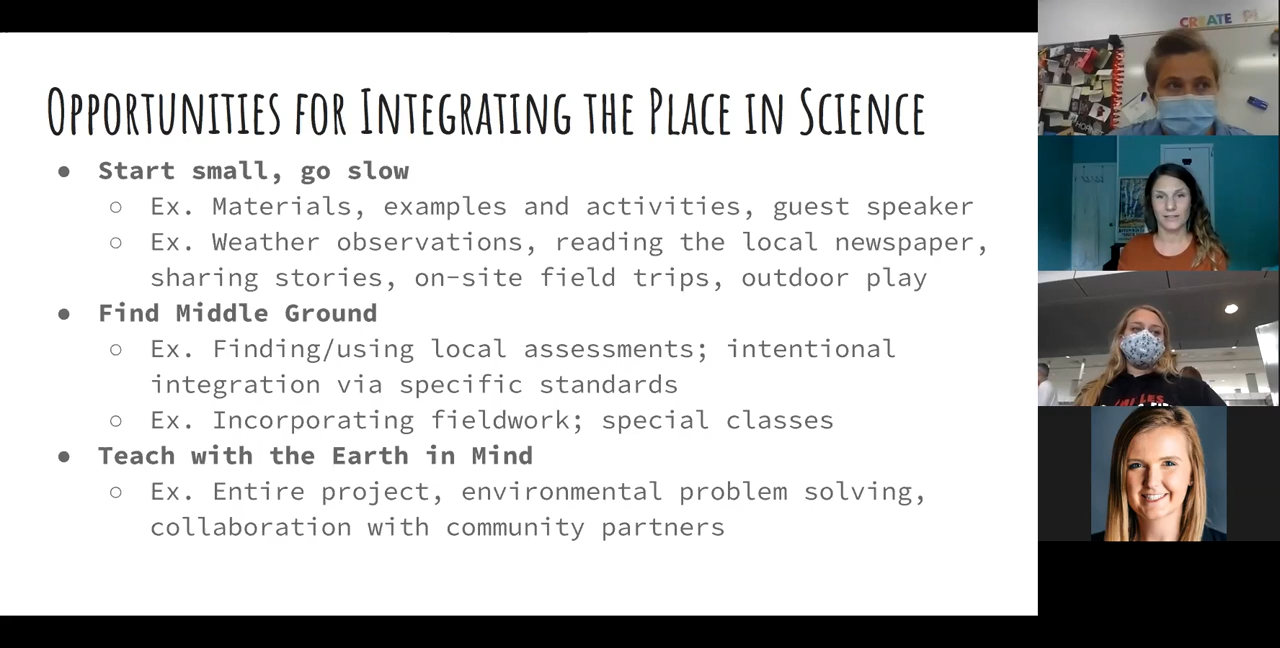 OPPORTUNITIES FOR INTEGRATING THE PLACE IN SCIENCE
● Start small, go slow
○ Ex. Materials, examples and activities, guest speaker
○ Ex. Weather observations, reading the local newspaper,
sharing stories, on-site field trips, outdoor play
● Find Middle Ground
○ Ex. Finding/using local assessments; intentional
integration via specific standards
○ Ex. Incorporating fieldwork; special classes
● Teach with the Earth in Mind
○ Ex. Entire project, environmental problem solving,
collaboration with community partners
CREATE